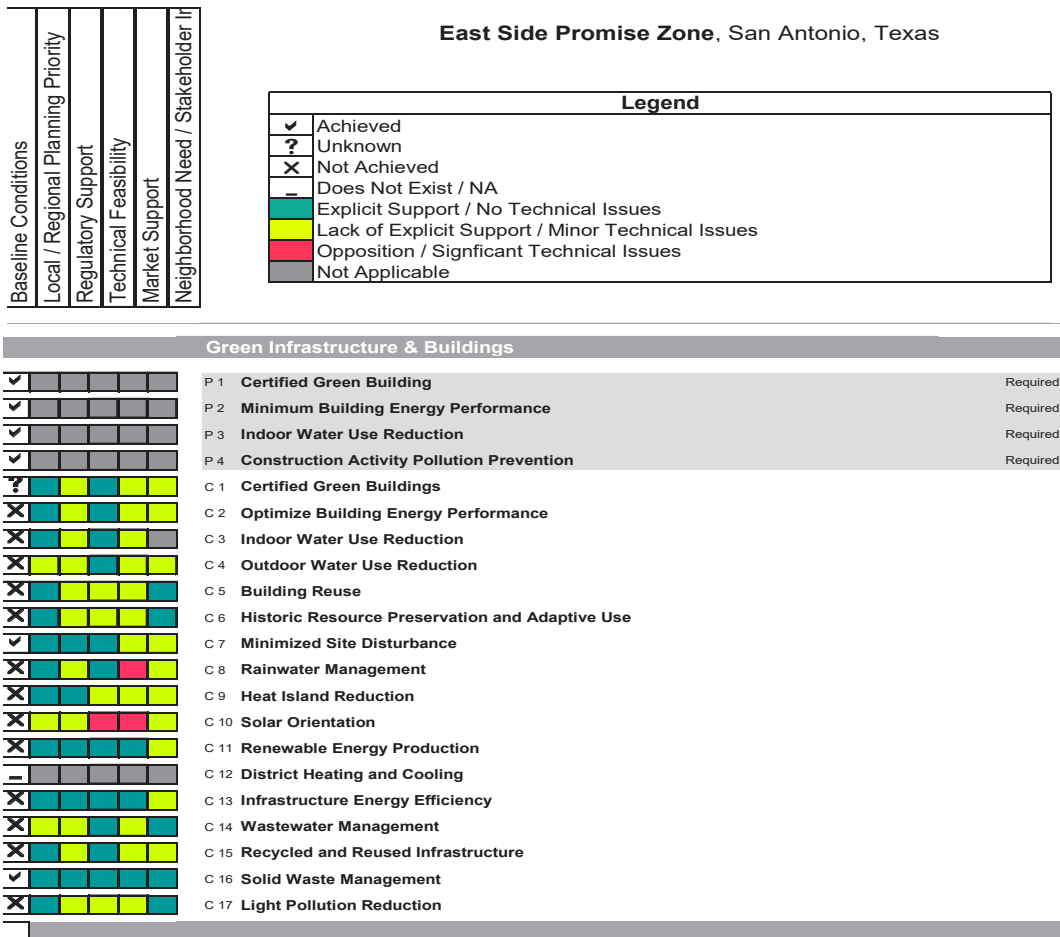 Baseline Conditions
Local / Regional Planning Priority
Regulatory Support
Technical Feasibility
Market Support
Neighborhood Need / Stakeholder
East Side Promise Zone, San Antonio, Texas
Legend
Achieved
? Unknown
Not Achieved
Does Not Exist / NA
Explicit Support / No Technical Issues
Lack of Explicit Support / Minor Technical Issues
Opposition / Signficant Technical Issues
Not Applicable
Green Infrastructure & Buildings
P 1 Certified Green Building Required
P 2 Minimum Building Energy Performance Required
P 3 Indoor Water Use Reduction Required
P 4 Construction Activity Pollution Prevention Required
? C 1 Certified Green Buildings
C 2 Optimize Building Energy Performance
C 3 Indoor Water Use Reduction
C 4 Outdoor Water Use Reduction
C 5 Building Reuse
C 6 Historic Resource Preservation and Adaptive Use
C 7 Minimized Site Disturbance
C 8 Rainwater Management
C 9 Heat Island Reduction
C 10 Solar Orientation
C 11 Renewable Energy Production
C 12 District Heating and Cooling
C 13 Infrastructure Energy Efficiency
C 14 Wastewater Management
C 15 Recycled and Reused Infrastructure
C 16 Solid Waste Management
C 17 Light Pollution Reduction